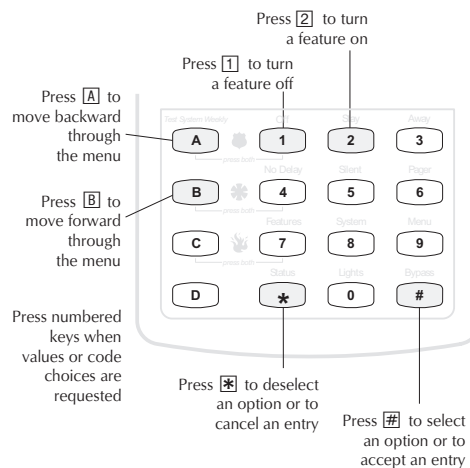 Press 2 to turn
a feature on
Press 1 to turn
a feature off
Press A to
move backward
through
the menu
Press B to
move forward
through
the menu
Press numbered
keys when
values or code
choices are
requested
Test System Weekly Off Stay Away
A 1 2 3
press both
No Delay Silent Pager
B 4 5 6
press both
Features System Menu
C 7 8 9
press both
Status Lights Bypass
D * 0 #
Press * to deselect
an option or to
cancel an entry
Press # to select
an option or to
accept an entry